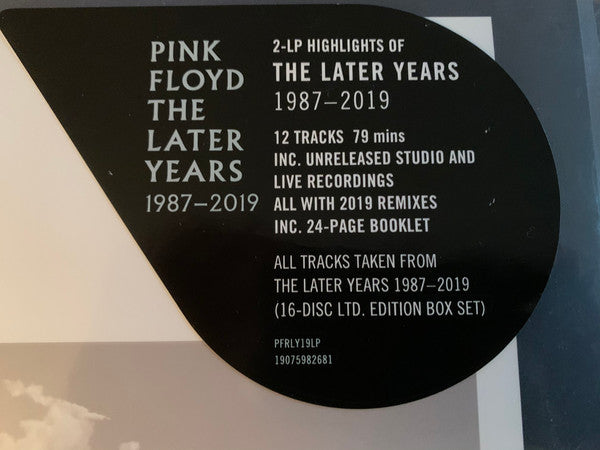 PINK
FLOYD
THE
LATER
YEARS
1987–2019
2-LP HIGHLIGHTS OF
THE LATER YEARS
1987–2019
12 TRACKS 79 mins
INC. UNRELEASED STUDIO AND
LIVE RECORDINGS
ALL WITH 2019 REMIXES
INC. 24-PAGE BOOKLET
ALL TRACKS TAKEN FROM
THE LATER YEARS 1987–2019
(16-DISC LTD. EDITION BOX SET)
PFRLY19LP
19075982681